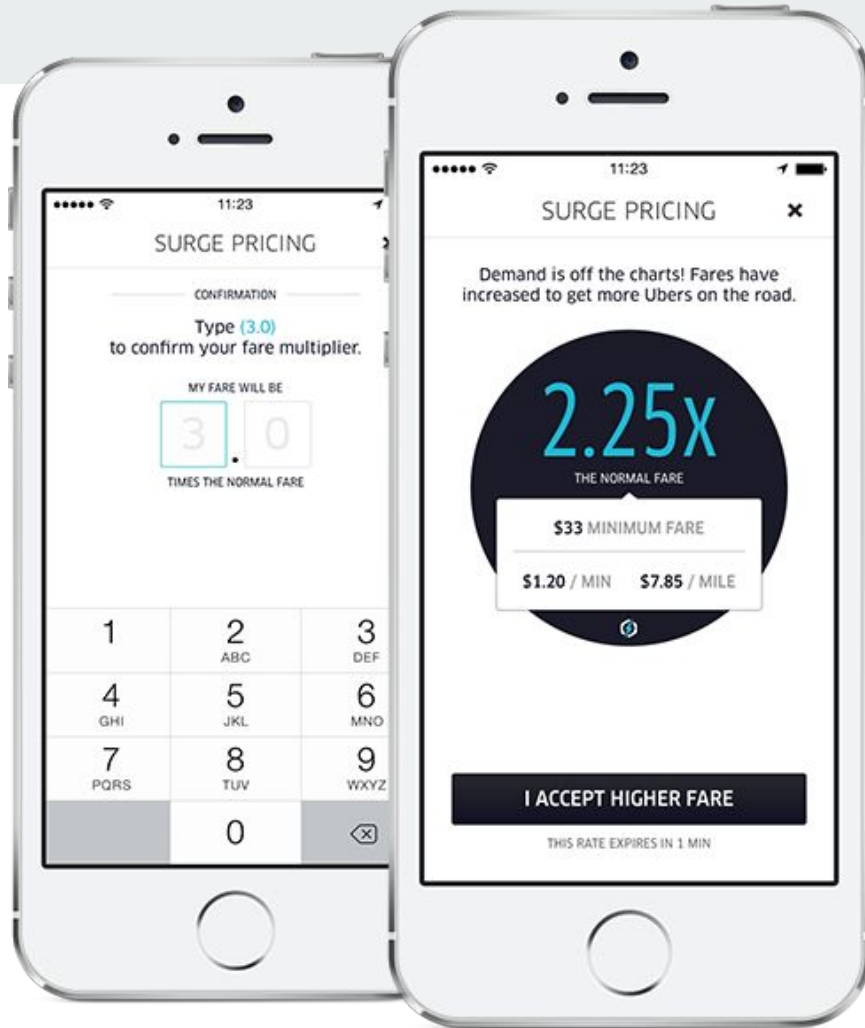 11:23
SURGE PRICING
CONFIRMATION
Type (3.0)
to confirm your fare multiplier.
MY FARE WILL BE
3.0
TIMES THE NORMAL FARE
1
2
ABC
3
DEF
4
GHI
5
JKL
6
MNO
7
PQRS
8
TUV
9
WXYZ
0
11:23
SURGE PRICING
Demand is off the charts! Fares have
increased to get more Ubers on the road.
2.25x
THE NORMAL FARE
$33 MINIMUM FARE
$1.20 / MIN $7.85 / MILE
I ACCEPT HIGHER FARE
THIS RATE EXPIRES IN 1 MIN